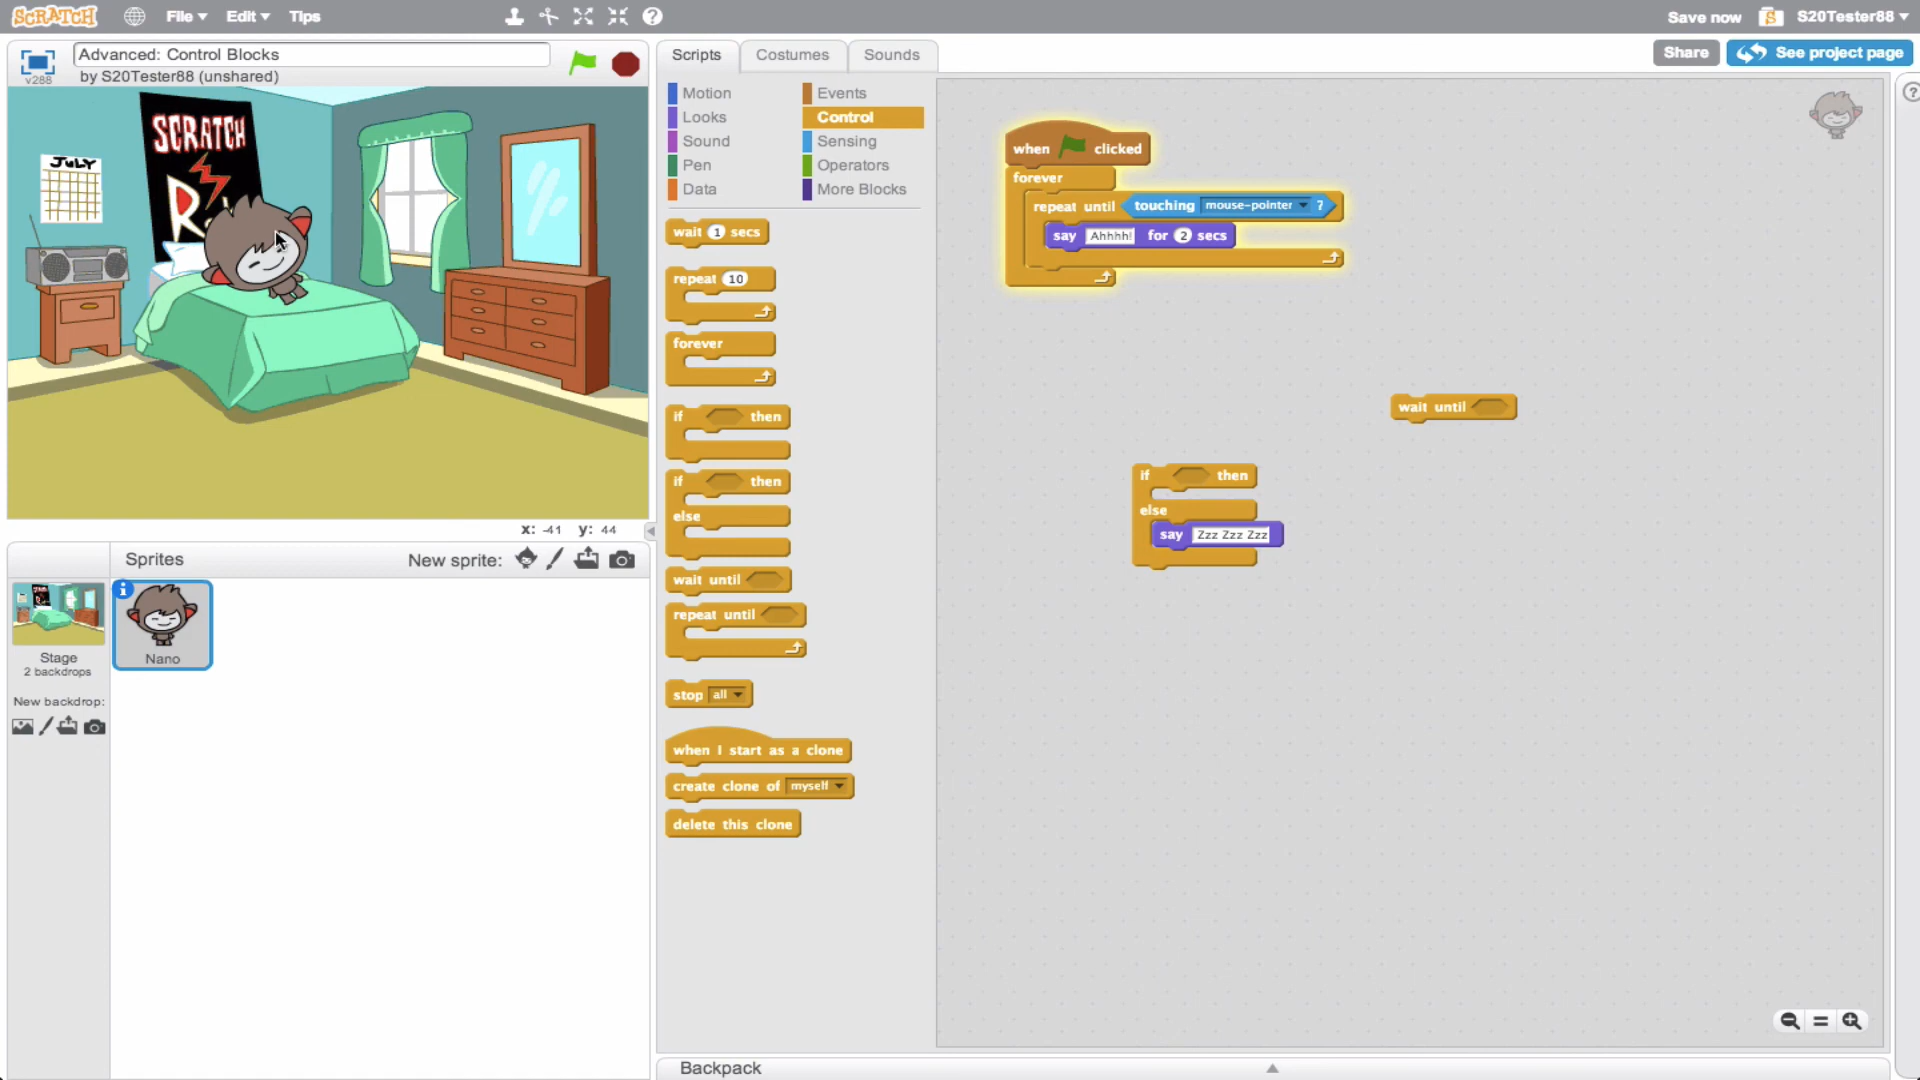 SCRATCH
File
Edit
Tips
Save now
S20Tester88
v288
Advanced: Control Blocks
by S20Tester88 (unshared)
Scripts
Costumes
Sounds
Share
See project page
Motion
Looks
Sound
Pen
Data
Events
Control
Sensing
Operators
More Blocks
SCRATCH
JULY
wait 1 secs
repeat 10
forever
if then
if then
else
wait until
repeat until
stop all
when I start as a clone
create clone of myself
delete this clone
when clicked
forever
repeat until touching mouse-pointer ?
say Ahhhh! for 2 secs
wait until
if then
else
say Zzz Zzz Zzz
x: -41 y: 44
Sprites
New sprite:
Stage
2 backdrops
New backdrop:
Nano
Backpack